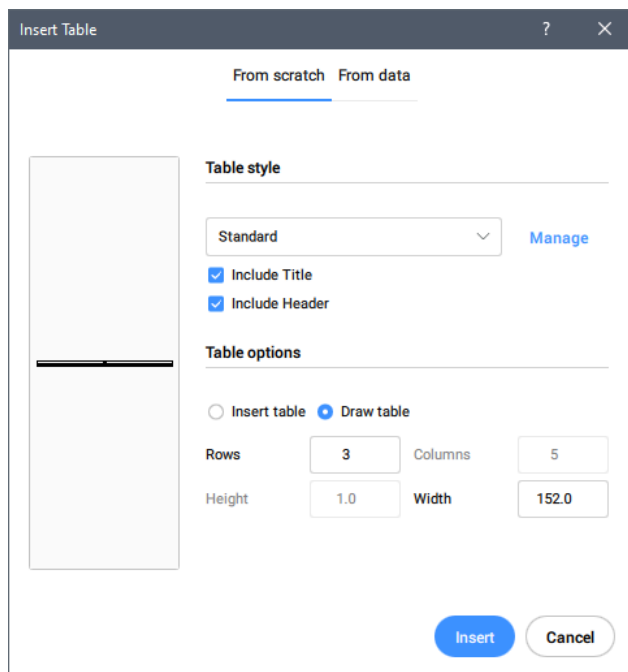 Insert Table ?
From scratch From data
Table style
Standard Manage
Include Title
Include Header
Table options
Insert table Draw table
Rows 3 Columns 5
Height 1.0 Width 152.0
Insert Cancel